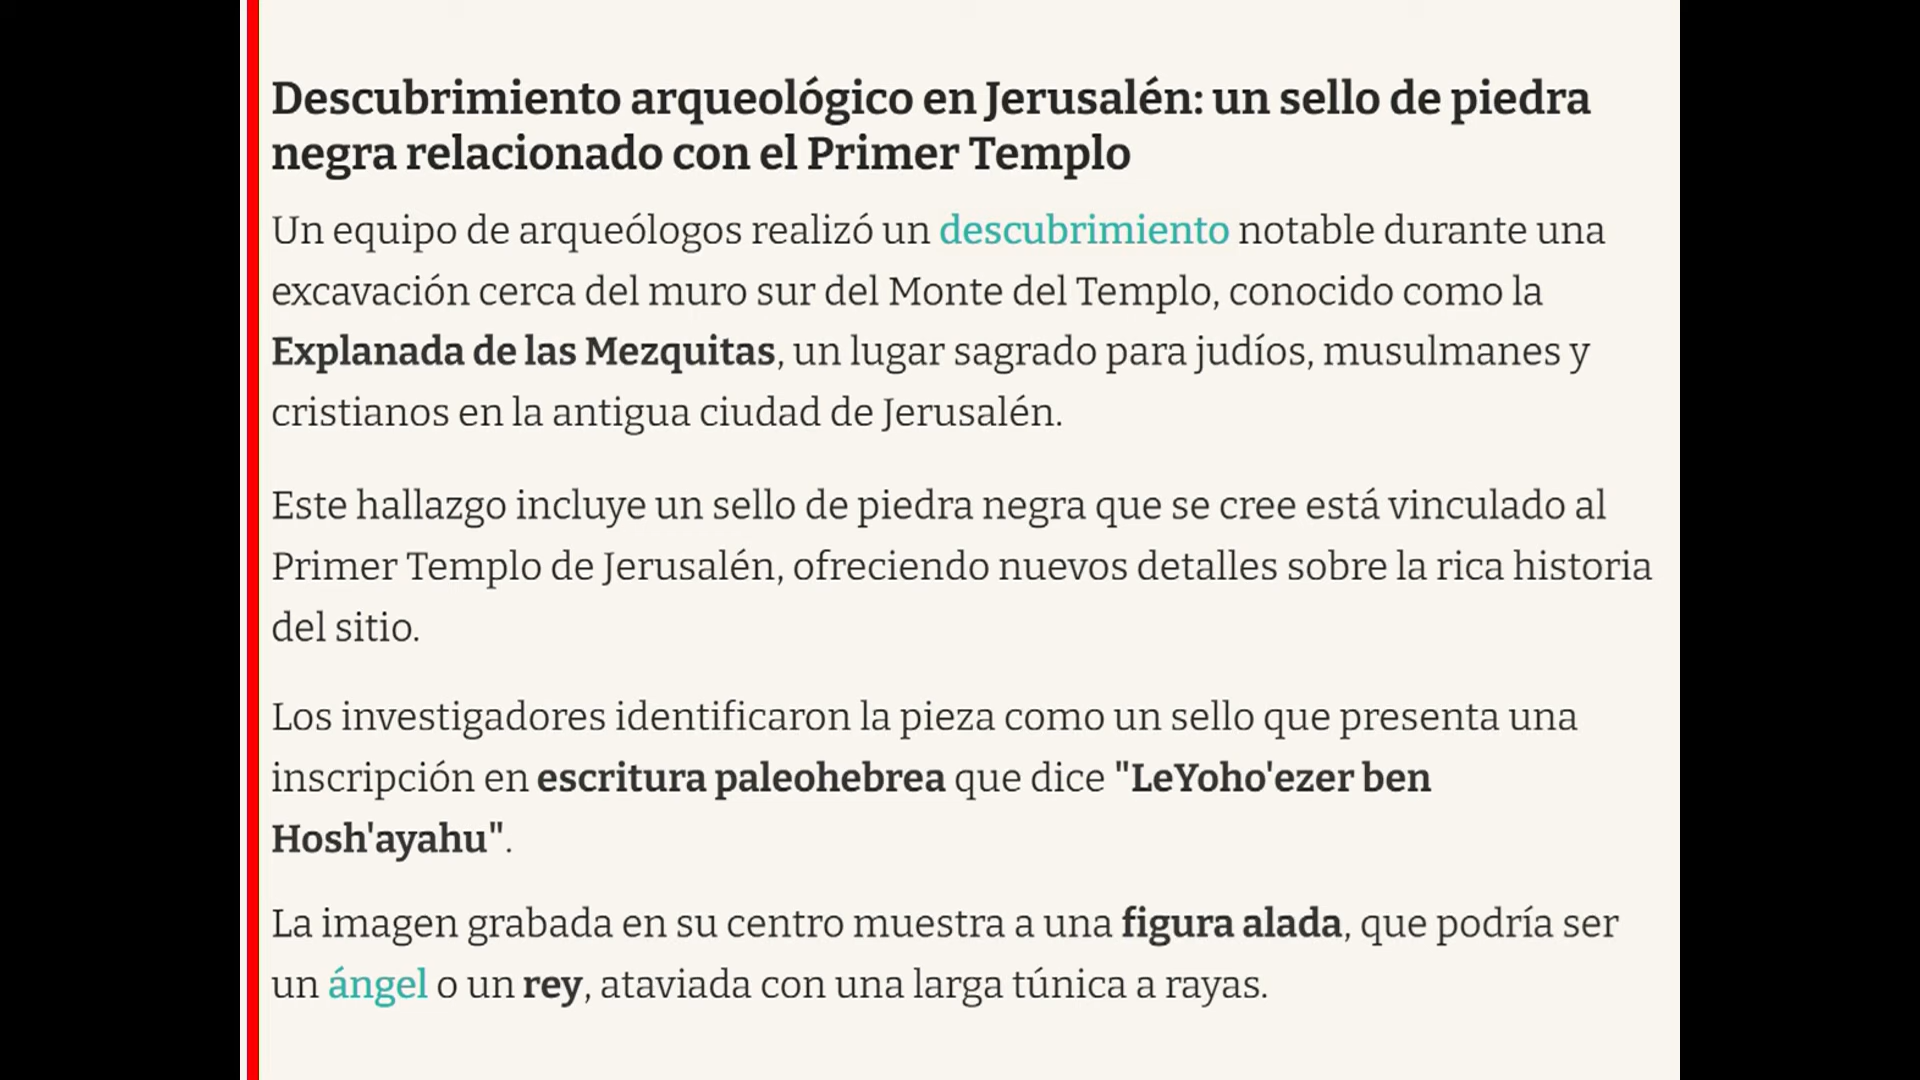 Descubrimiento arqueológico en Jerusalén: un sello de piedra
negra relacionado con el Primer Templo
Un equipo de arqueólogos realizó un descubrimiento notable durante una
excavación cerca del muro sur del Monte del Templo, conocido como la
Explanada de las Mezquitas, un lugar sagrado para judíos, musulmanes y
cristianos en la antigua ciudad de Jerusalén.
Este hallazgo incluye un sello de piedra negra que se cree está vinculado al
Primer Templo de Jerusalén, ofreciendo nuevos detalles sobre la rica historia
del sitio.
Los investigadores identificaron la pieza como un sello que presenta una
inscripción en escritura paleohebrea que dice "LeYoho'ezer ben
Hosh'ayahu".
La imagen grabada en su centro muestra a una figura alada, que podría ser
un ángel o un rey, ataviada con una larga túnica a rayas.